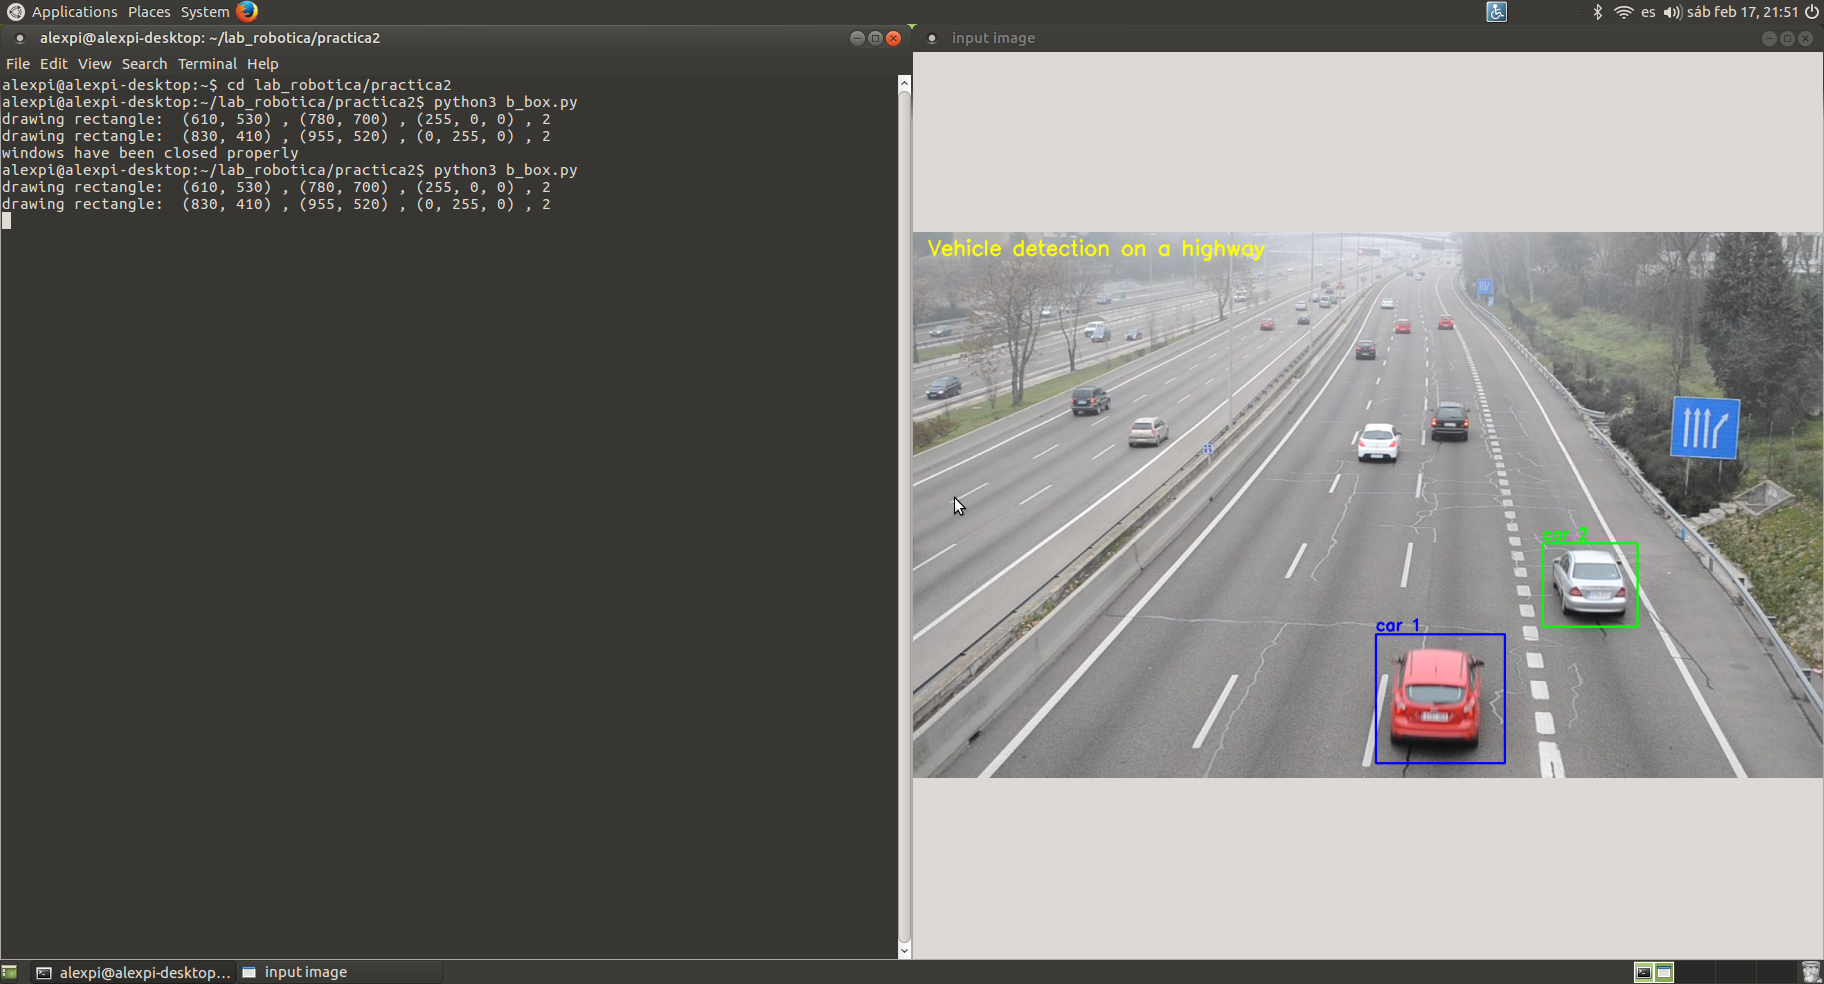 Applications Places System
es sáb feb 17, 21:51
alexpi@alexpi-desktop: ~/lab_robotica/practica2
File Edit View Search Terminal Help
alexpi@alexpi-desktop:~$ cd lab_robotica/practica2
alexpi@alexpi-desktop:~/lab_robotica/practica2$ python3 b_box.py
drawing rectangle:  (610, 530) , (780, 700) , (255, 0, 0) , 2
drawing rectangle:  (830, 410) , (955, 520) , (0, 255, 0) , 2
windows have been closed properly
alexpi@alexpi-desktop:~/lab_robotica/practica2$ python3 b_box.py
drawing rectangle:  (610, 530) , (780, 700) , (255, 0, 0) , 2
drawing rectangle:  (830, 410) , (955, 520) , (0, 255, 0) , 2
input image
Vehicle detection on a highway
car 2
car 1
alexpi@alexpi-desktop...
input image